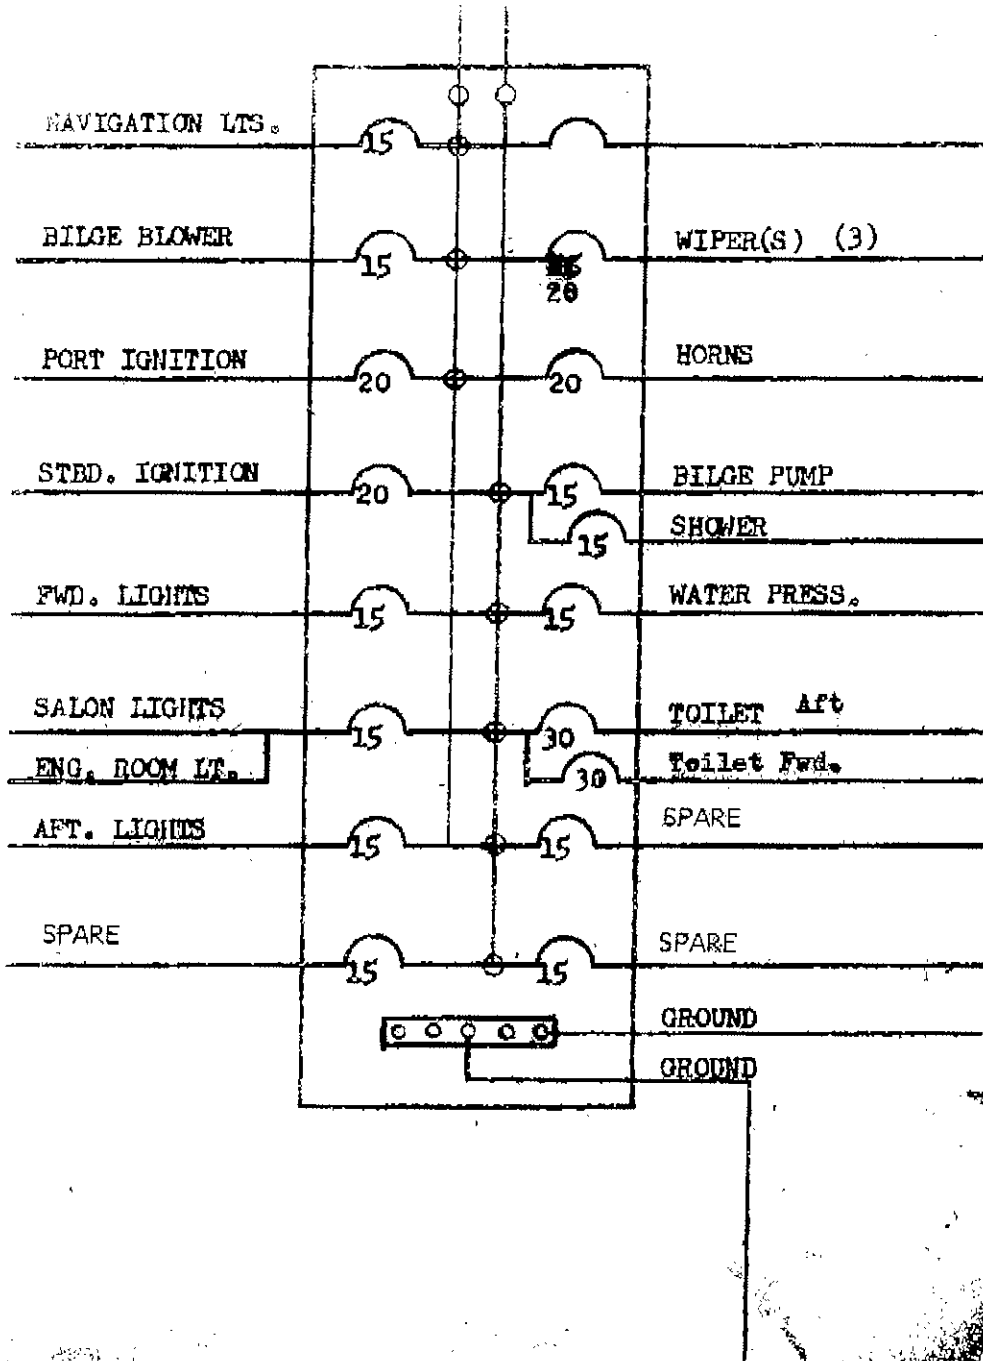 NAVIGATION LTS.
15
BILGE BLOWER
15
20
WIPER(S) (3)
PORT IGNITION
20
20
HORNS
STBD. IGNITION
20
15
BILGE PUMP
15
SHOWER
FWD. LIGHTS
15
15
WATER PRESS.
SALON LIGHTS
15
30
TOILET Aft
ENG. ROOM LT.
30
Toilet Fwd.
AFT. LIGHTS
15
15
SPARE
SPARE
15
15
SPARE
GROUND
GROUND